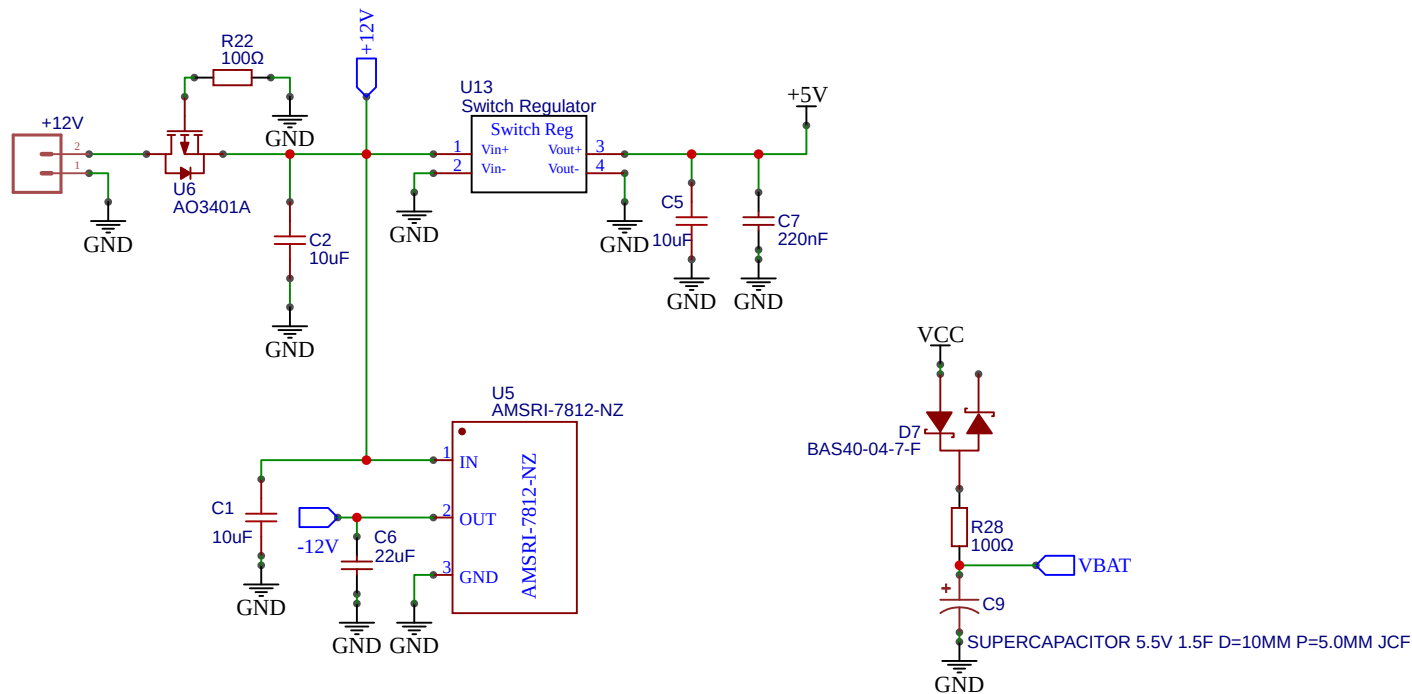 +12V
R22
100Ω
GND
+12V
2
1
GND
U6
AO3401A
C2
10uF
GND
U13
Switch Regulator
Switch Reg
1
Vin+
Vout+
3
2
Vin-
Vout-
4
GND
GND
+5V
C5
10uF
GND
C7
220nF
GND
U5
AMSRI-7812-NZ
AMSRI-7812-NZ
1
IN
2
OUT
3
GND
C1
10uF
GND
-12V
C6
22uF
GND
GND
VCC
D7
BAS40-04-7-F
R28
100Ω
VBAT
+
C9
SUPERCAPACITOR 5.5V 1.5F D=10MM P=5.0MM JCF
GND